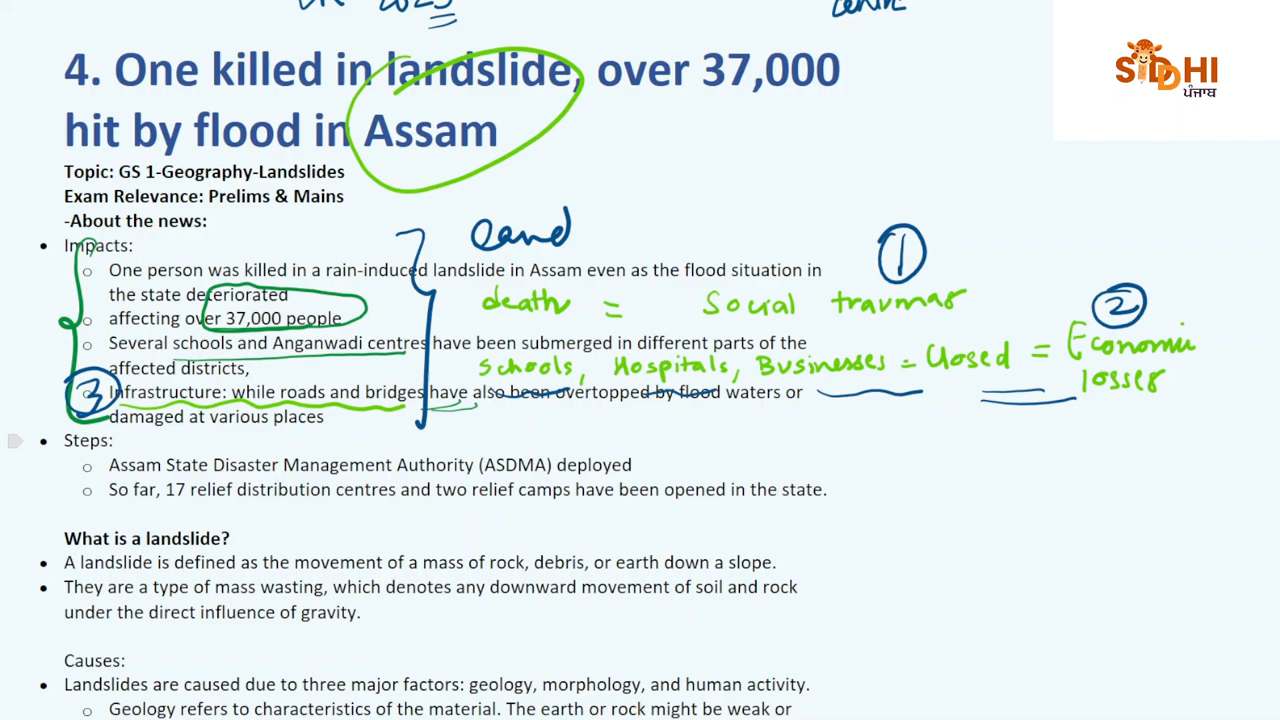 2023
centre
4. One killed in landslide, over 37,000
hit by flood in Assam
SIDDHI
ਪੰਜਾਬ
Topic: GS 1-Geography-Landslides
Exam Relevance: Prelims & Mains
-About the news:
Impacts:
land
1
One person was killed in a rain-induced landslide in Assam even as the flood situation in
the state deteriorated
death = Social traumas
2
affecting over 37,000 people
Several schools and Anganwadi centres have been submerged in different parts of the
affected districts,
Schools, Hospitals, Businesses = Closed = Economic
losses
3
Infrastructure: while roads and bridges have also been overtopped by flood waters or
damaged at various places
Steps:
Assam State Disaster Management Authority (ASDMA) deployed
So far, 17 relief distribution centres and two relief camps have been opened in the state.
What is a landslide?
A landslide is defined as the movement of a mass of rock, debris, or earth down a slope.
They are a type of mass wasting, which denotes any downward movement of soil and rock
under the direct influence of gravity.
Causes:
Landslides are caused due to three major factors: geology, morphology, and human activity.
Geology refers to characteristics of the material. The earth or rock might be weak or